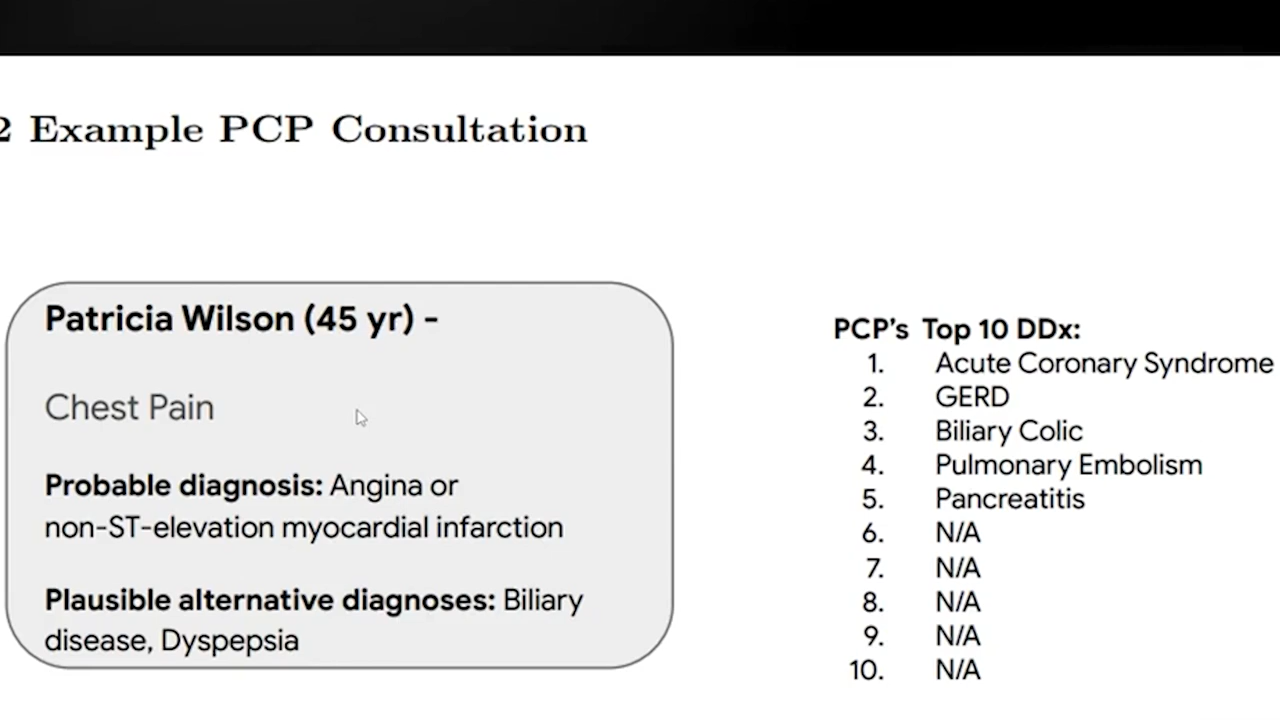 2 Example PCP Consultation
Patricia Wilson (45 yr) -
Chest Pain
Probable diagnosis: Angina or
non-ST-elevation myocardial infarction
Plausible alternative diagnoses: Biliary
disease, Dyspepsia
PCP's Top 10 DDx:
1. Acute Coronary Syndrome
2. GERD
3. Biliary Colic
4. Pulmonary Embolism
5. Pancreatitis
6. N/A
7. N/A
8. N/A
9. N/A
10. N/A